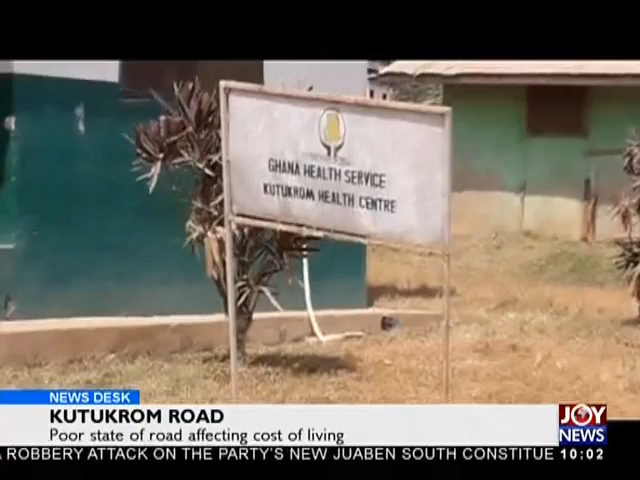 GHANA HEALTH SERVICE
KUTUKROM HEALTH CENTRE
NEWS DESK
KUTUKROM ROAD
Poor state of road affecting cost of living
JOY
NEWS
ROBBERY ATTACK ON THE PARTY'S NEW JUABEN SOUTH CONSTITUE 10:02